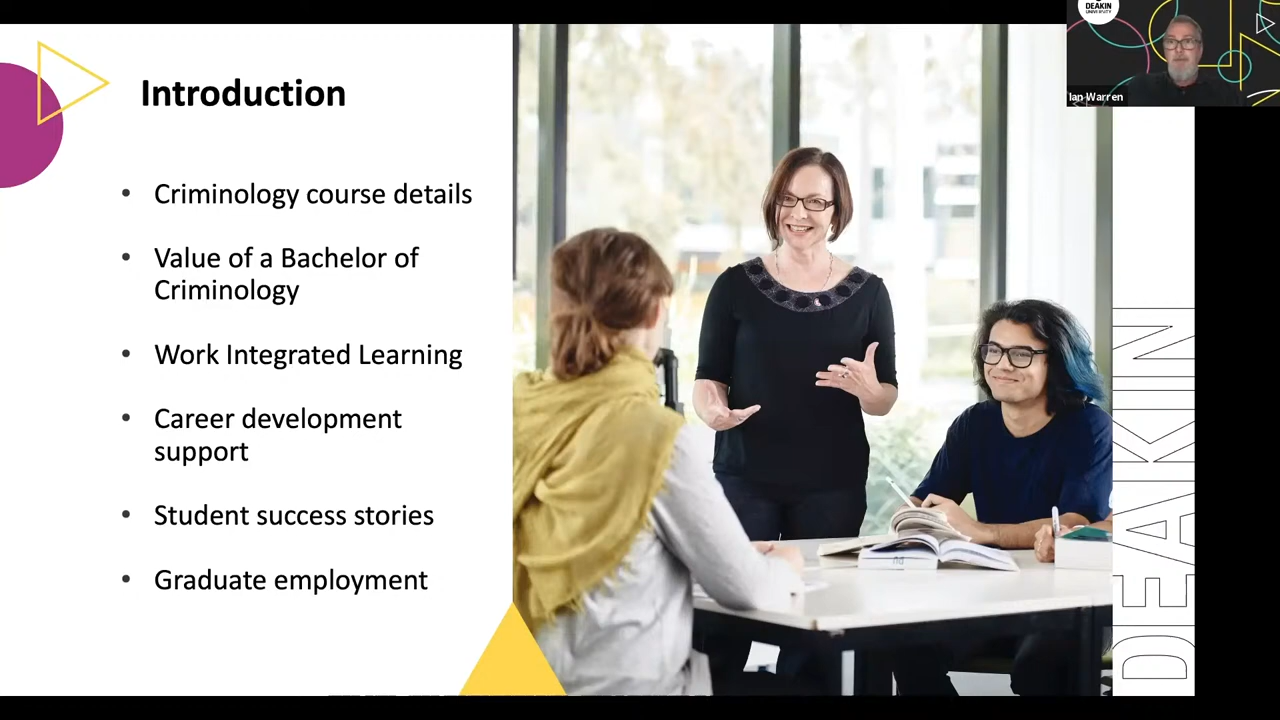 Introduction
• Criminology course details
• Value of a Bachelor of
Criminology
• Work Integrated Learning
• Career development
support
• Student success stories
• Graduate employment
DEAKIN
UNIVERSITY
Ian Warren
DEAKIN